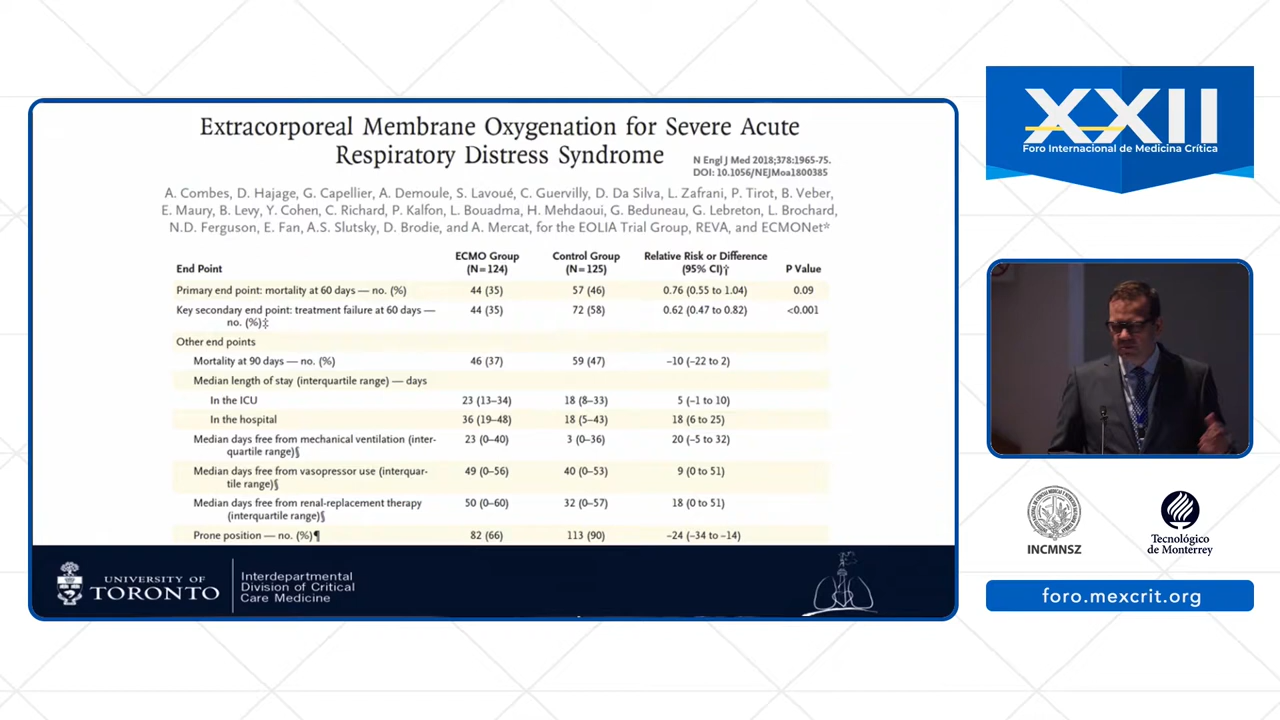 Extracorporeal Membrane Oxygenation for Severe Acute
Respiratory Distress Syndrome
N Engl J Med 2018;378:1965-75.
DOI: 10.1056/NEJMoa1800385
A. Combes, D. Hajage, G. Capellier, A. Demoule, S. Lavoué, C. Guervilly, D. Da Silva, L. Zafrani, P. Tirot, B. Veber,
E. Maury, B. Levy, Y. Cohen, C. Richard, P. Kalfon, L. Bouadma, H. Mehdaoui, G. Beduneau, G. Lebreton, L. Brochard,
N.D. Ferguson, E. Fan, A.S. Slutsky, D. Brodie, and A. Mercat, for the EOLIA Trial Group, REVA, and ECMONet*
End Point ECMO Group (N=124) Control Group (N=125) Relative Risk or Difference (95% CI)† P Value
Primary end point: mortality at 60 days — no. (%) 44 (35) 57 (46) 0.76 (0.55 to 1.04) 0.09
Key secondary end point: treatment failure at 60 days — 44 (35) 72 (58) 0.62 (0.47 to 0.82) <0.001
no. (%)‡
Other end points
Mortality at 90 days — no. (%) 46 (37) 59 (47) −10 (−22 to 2)
Median length of stay (interquartile range) — days
In the ICU 23 (13–34) 18 (8–33) 5 (−1 to 10)
In the hospital 36 (19–48) 18 (5–43) 18 (6 to 25)
Median days free from mechanical ventilation (inter- 23 (0–40) 3 (0–36) 20 (−5 to 32)
quartile range)§
Median days free from vasopressor use (interquar- 49 (0–56) 40 (0–53) 9 (0 to 51)
tile range)§
Median days free from renal-replacement therapy 50 (0–60) 32 (0–57) 18 (0 to 51)
(interquartile range)§
Prone position — no. (%)¶ 82 (66) 113 (90) −24 (−34 to −14)
UNIVERSITY OF
TORONTO
Interdepartmental
Division of Critical
Care Medicine
XXII
Foro Internacional de Medicina Crítica
INCMNSZ
Tecnológico
de Monterrey
foro.mexcrit.org